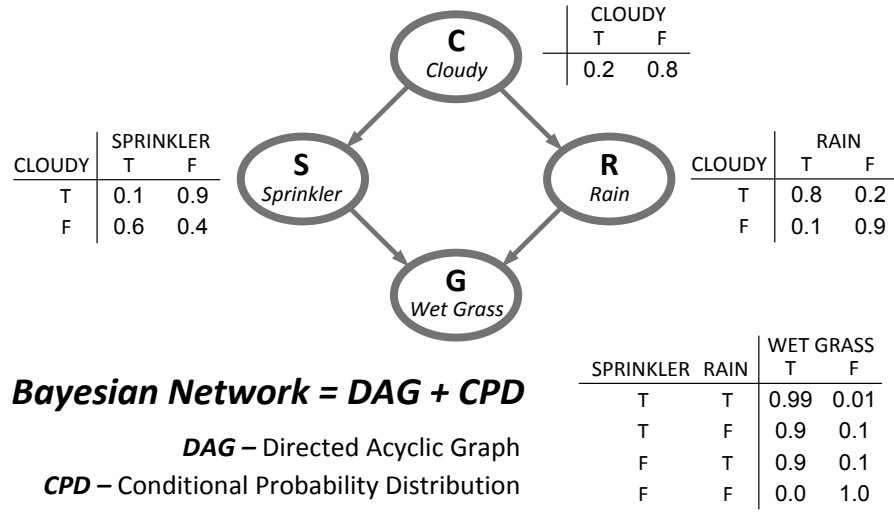 CLOUDY
T F
0.2 0.8
C
Cloudy
SPRINKLER
CLOUDY T F
T 0.1 0.9
F 0.6 0.4
S
Sprinkler
R
Rain
RAIN
CLOUDY T F
T 0.8 0.2
F 0.1 0.9
G
Wet Grass
WET GRASS
SPRINKLER RAIN T F
T T 0.99 0.01
T F 0.9 0.1
F T 0.9 0.1
F F 0.0 1.0
Bayesian Network = DAG + CPD
DAG – Directed Acyclic Graph
CPD – Conditional Probability Distribution